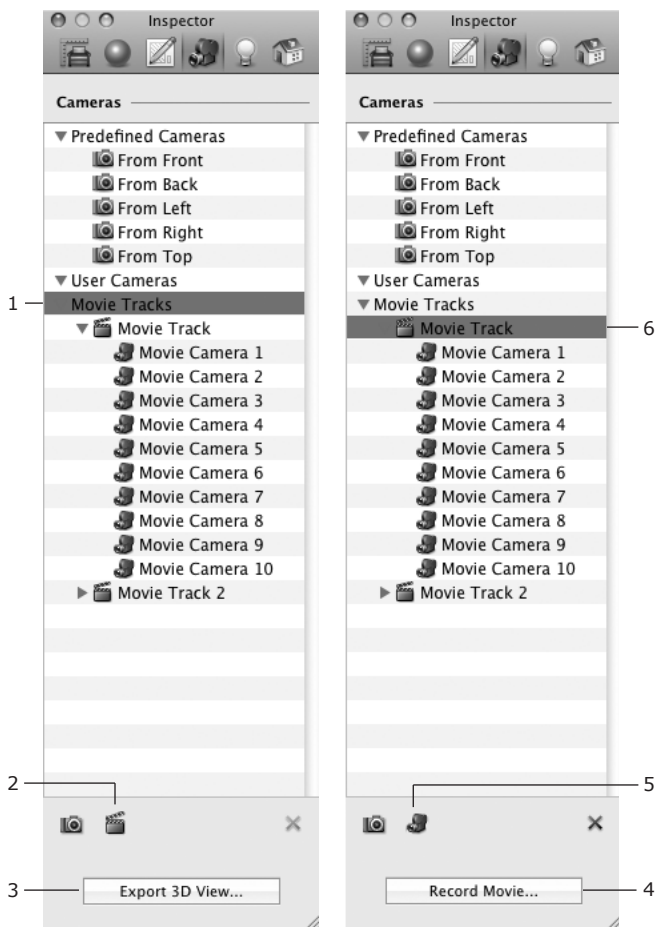 Inspector
Cameras
Predefined Cameras
From Front
From Back
From Left
From Right
From Top
User Cameras
1
Movie Tracks
Movie Track
Movie Camera 1
Movie Camera 2
Movie Camera 3
Movie Camera 4
Movie Camera 5
Movie Camera 6
Movie Camera 7
Movie Camera 8
Movie Camera 9
Movie Camera 10
Movie Track 2
2
3
Export 3D View...
Inspector
Cameras
Predefined Cameras
From Front
From Back
From Left
From Right
From Top
User Cameras
Movie Tracks
Movie Track
6
Movie Camera 1
Movie Camera 2
Movie Camera 3
Movie Camera 4
Movie Camera 5
Movie Camera 6
Movie Camera 7
Movie Camera 8
Movie Camera 9
Movie Camera 10
Movie Track 2
5
Record Movie...
4